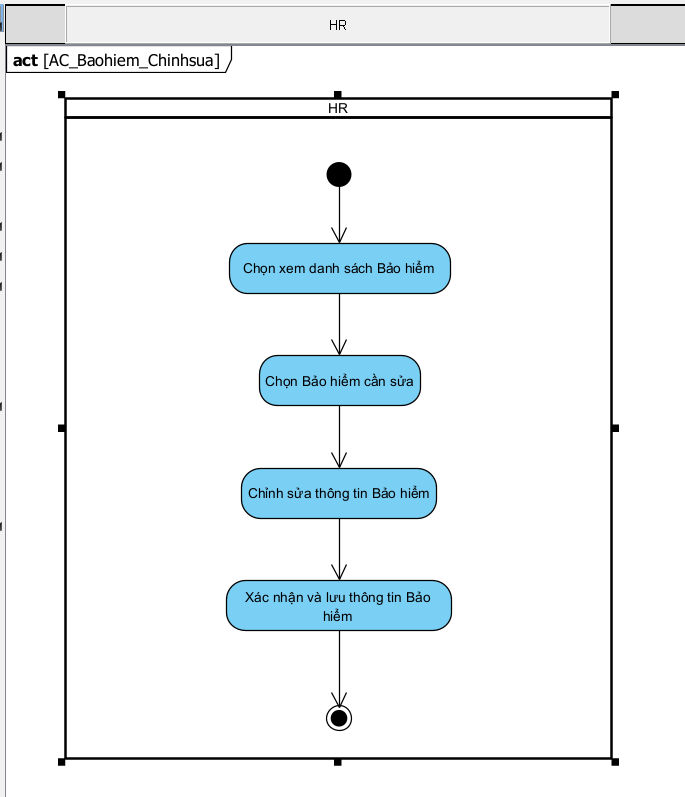 HR
act [AC_Baohiem_Chinhsua]
HR
Chọn xem danh sách Bảo hiểm
Chọn Bảo hiểm cần sửa
Chỉnh sửa thông tin Bảo hiểm
Xác nhận và lưu thông tin Bảo
hiểm